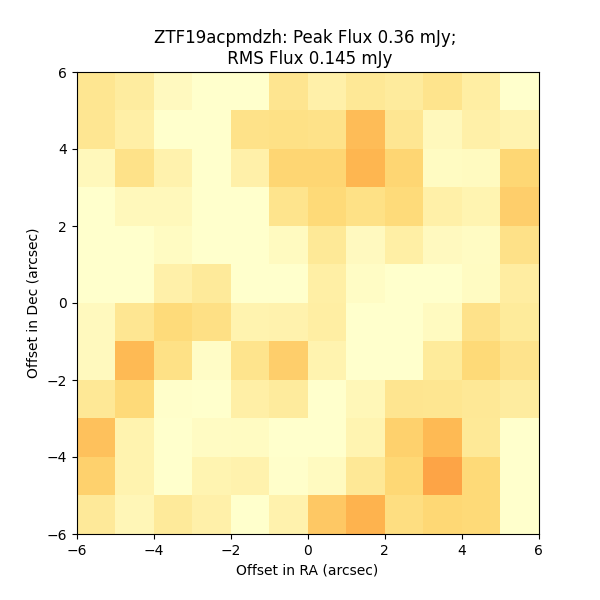 ZTF19acpmdzh: Peak Flux 0.36 mJy;
RMS Flux 0.145 mJy
6
4
2
0
−2
−4
−6
Offset in Dec (arcsec)
−6 −4 −2 0 2 4 6
Offset in RA (arcsec)